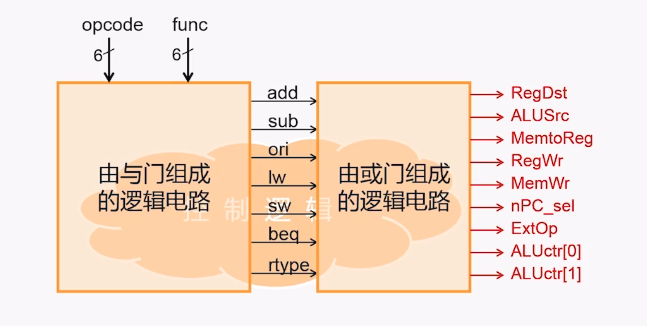 opcode func
6 6
add
sub
ori
lw
sw
beq
rtype
由与门组成
的逻辑电路
由或门组成
的逻辑电路
控制逻辑
RegDst
ALUSrc
MemtoReg
RegWr
MemWr
nPC_sel
ExtOp
ALUctr[0]
ALUctr[1]